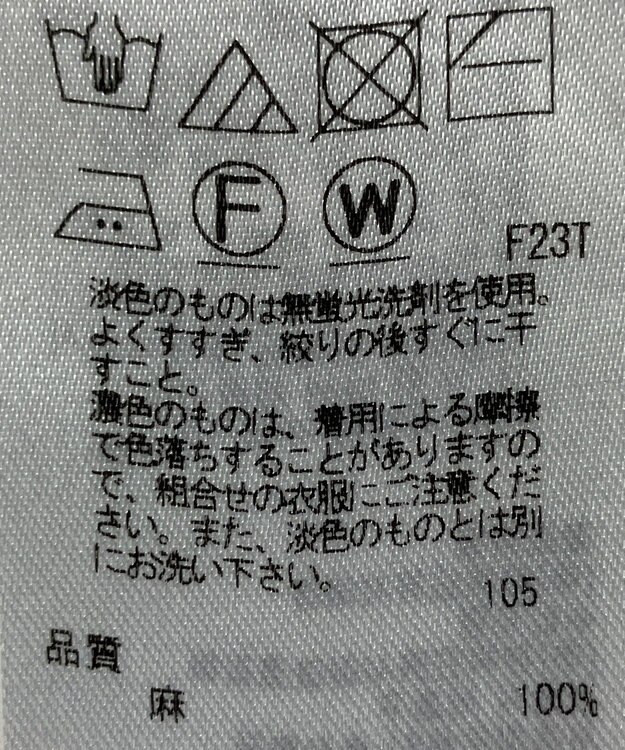 F W
F23T
淡色のものは無蛍光洗剤を使用。
よくすすぎ、絞りの後すぐに干
すこと。
濃色のものは、着用による摩擦
で色落ちすることがありますの
で、組合せの衣服にご注意くだ
さい。また、淡色のものとは別
にお洗い下さい。
105
品質
麻 100%